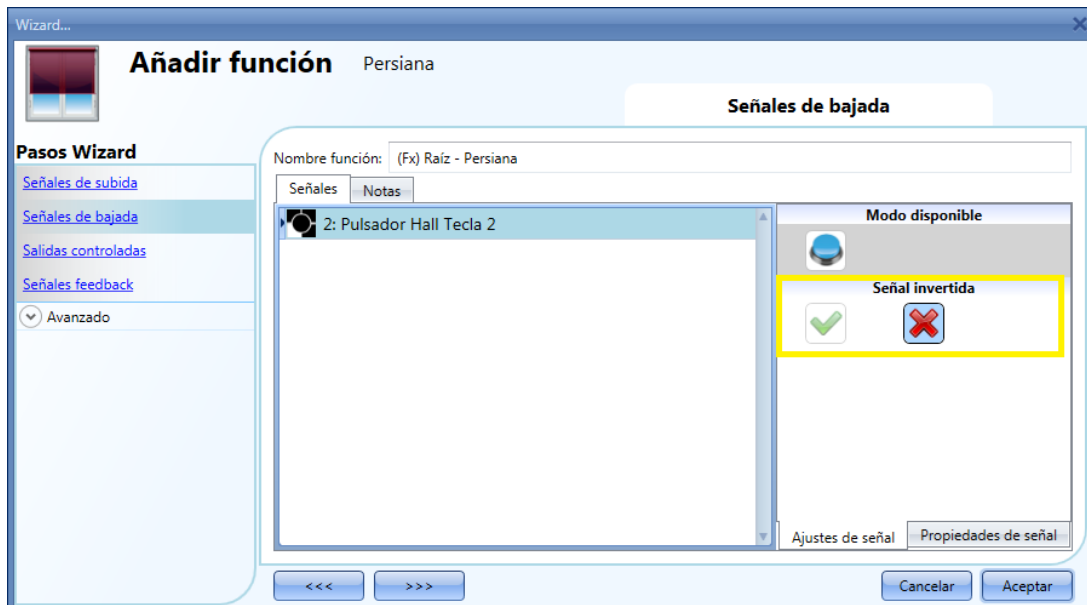 Wizard...
Añadir función Persiana
Señales de bajada
Pasos Wizard
Señales de subida
Señales de bajada
Salidas controladas
Señales feedback
Avanzado
Nombre función: (Fx) Raíz - Persiana
Señales Notas
2: Pulsador Hall Tecla 2
Modo disponible
Señal invertida
Ajustes de señal Propiedades de señal
<<< >>> Cancelar Aceptar